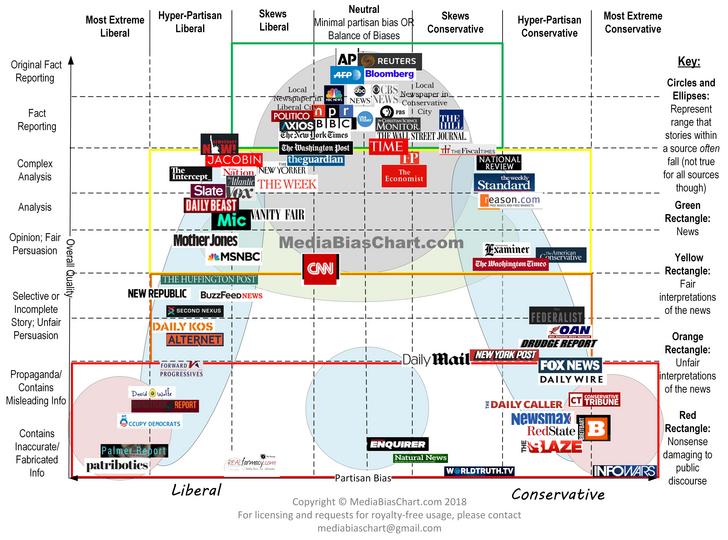 Most Extreme
Liberal
Hyper-Partisan
Liberal
Skews
Liberal
Neutral
Minimal partisan bias OR
Balance of Biases
Skews
Conservative
Hyper-Partisan
Conservative
Most Extreme
Conservative
Original Fact
Reporting
Fact
Reporting
Complex
Analysis
Analysis
Opinion; Fair
Persuasion
Selective or
Incomplete
Story; Unfair
Persuasion
Propaganda/
Contains
Misleading Info
Contains
Inaccurate/
Fabricated
Info
Overall Quality
AP
REUTERS
AFP
Bloomberg
Local
Newspaper in
Liberal City
NBC NEWS
abc
NEWS
CBS
NEWS
Local
Newspaper in
Conservative
City
POLITICO
npr
PBS
THE
HILL
AXIOS
BBC
THE CHRISTIAN SCIENCE
MONITOR
The New York Times
THE WALL STREET JOURNAL
DEMOCRACY
NOW!
The Washington Post
TIME
THE FISCAL TIMES
JACOBIN
theguardian
FP
NATIONAL
REVIEW
The
Intercept_
The Nation
NEW YORKER
The
Economist
the weekly
Standard
Slate
The Atlantic
Vox
THE WEEK
DAILY BEAST
reason.com
Mic
VANITY FAIR
Mother Jones
MediaBiasChart.com
MSNBC
Examiner
The American
Conservative
CNN
The Washington Times
THE HUFFINGTON POST
NEW REPUBLIC
BuzzFeedNEWS
SECOND NEXUS
THE
FEDERALIST
DAILY KOS
OAN
ALTERNET
DRUDGE REPORT
Daily Mail
NEW YORK POST
FORWARD
PROGRESSIVES
FOX NEWS
DAILY WIRE
David Wolfe
REPORT
THE DAILY CALLER
CT
CONSERVATIVE
TRIBUNE
OCCUPY DEMOCRATS
Newsmax
RedState
BREITBART
B
ENQUIRER
THE BLAZE
Palmer Report
Natural News
patribotics
REALfarmacy.com
WORLDTRUTH.TV
INFOWARS
Partisan Bias
Liberal
Conservative
Key:
Circles and
Ellipses:
Represent
range that
stories within
a source often
fall (not true
for all sources
though)
Green
Rectangle:
News
Yellow
Rectangle:
Fair
interpretations
of the news
Orange
Rectangle:
Unfair
interpretations
of the news
Red
Rectangle:
Nonsense
damaging to
public
discourse
Copyright © MediaBiasChart.com 2018
For licensing and requests for royalty-free usage, please contact
mediabiaschart@gmail.com